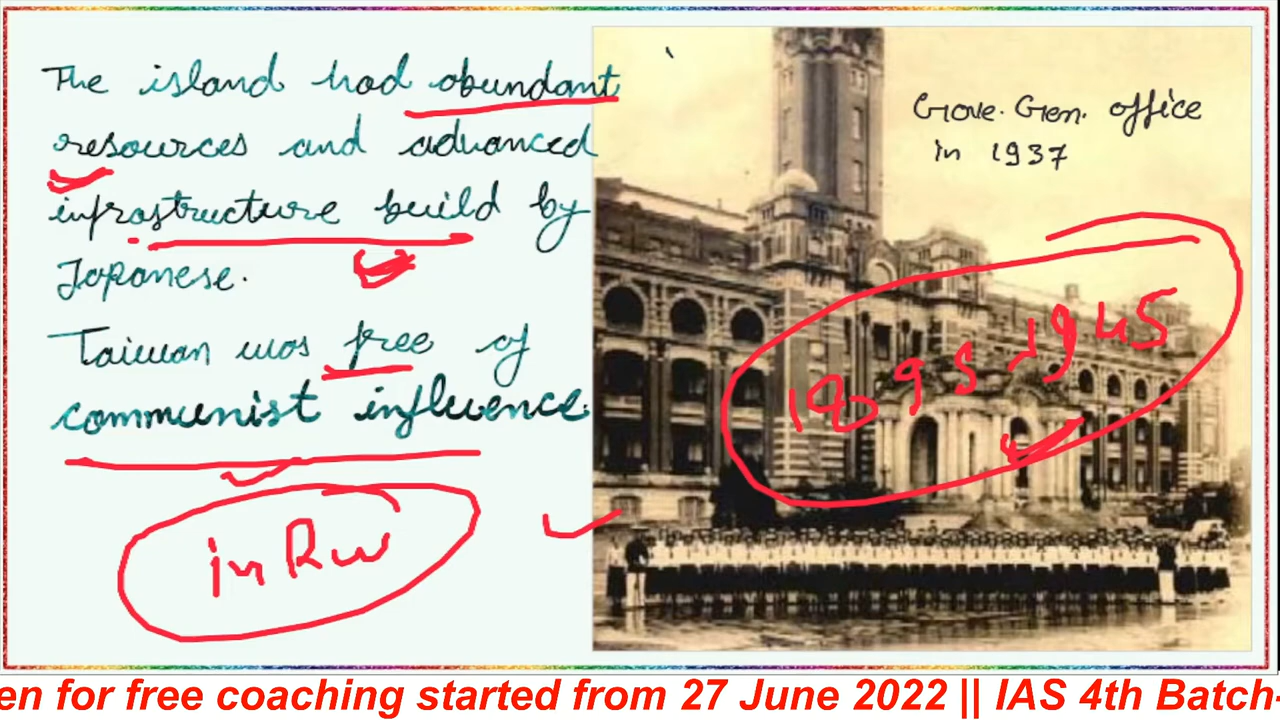 The island had abundant
resources and advanced
infrastructure build by
Japanese.
Taiwan was free of
communist influence.
in RW
Gove. Gen. office
in 1937
1895-1945
en for free coaching started from 27 June 2022 || IAS 4th Batch-